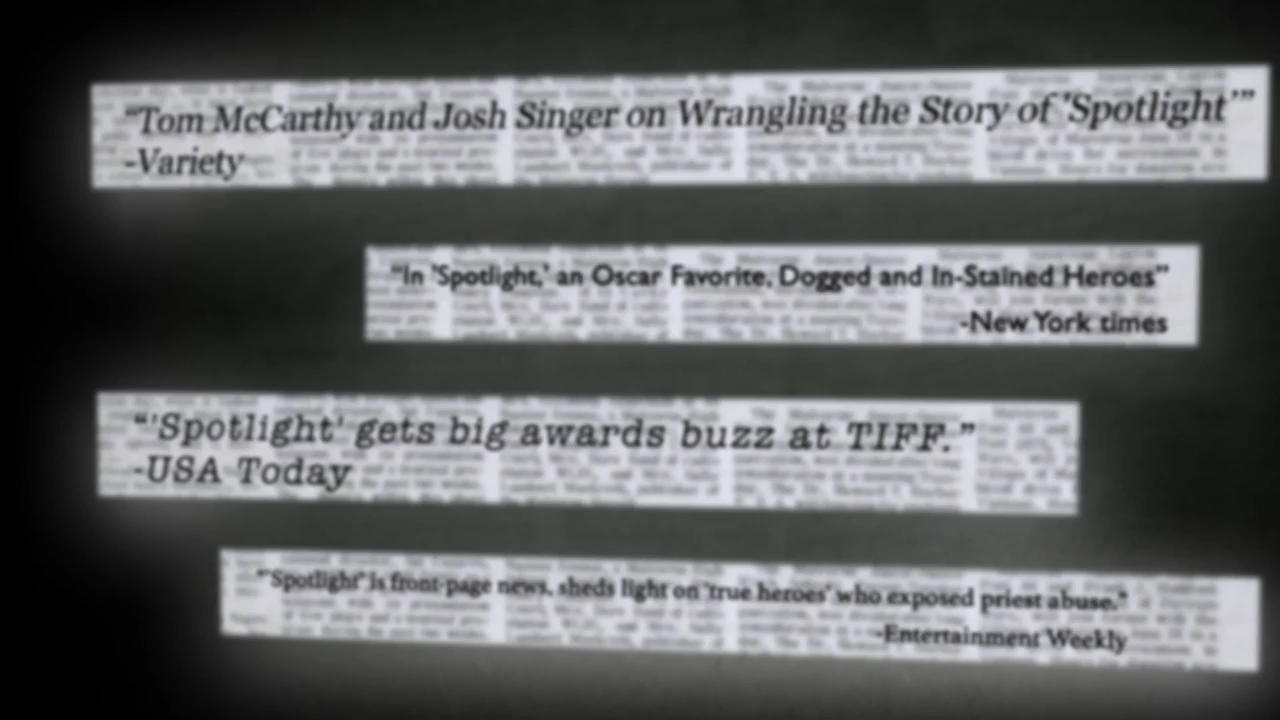 “Tom McCarthy and Josh Singer on Wrangling the Story of 'Spotlight'”
-Variety
“In 'Spotlight,' an Oscar Favorite, Dogged and In-Stained Heroes”
-New York times
“'Spotlight' gets big awards buzz at TIFF.”
-USA Today
“'Spotlight' is front-page news, sheds light on 'true heroes' who exposed priest abuse.”
-Entertainment Weekly